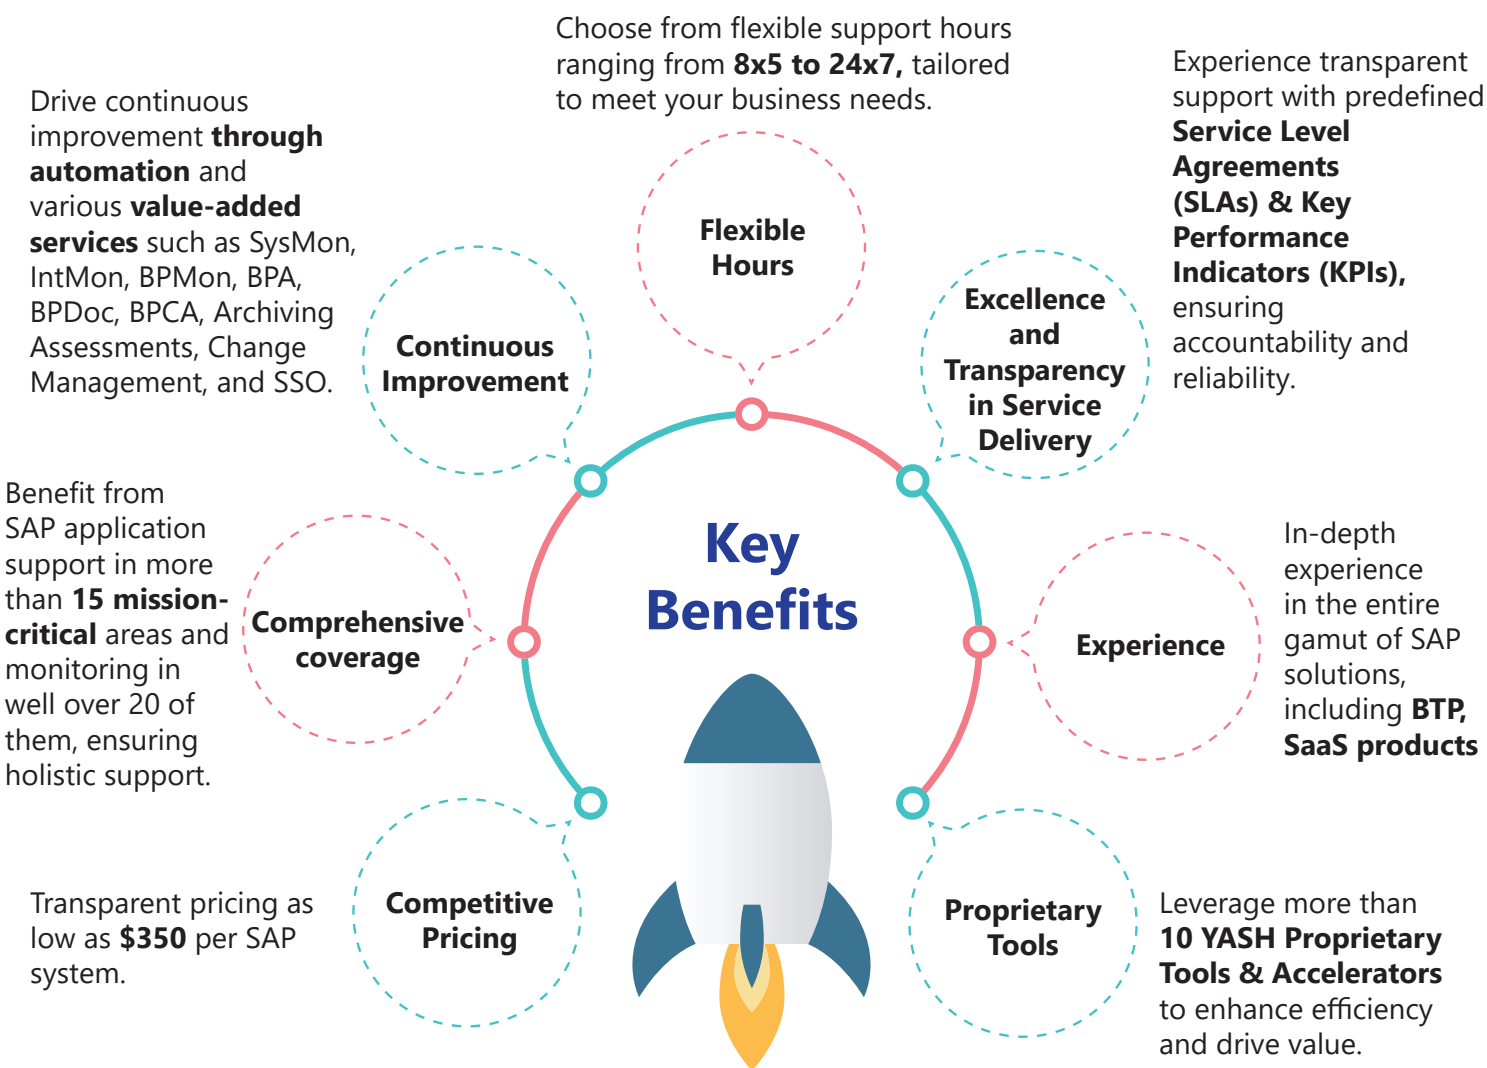 Choose from flexible support hours
ranging from 8x5 to 24x7, tailored
to meet your business needs.
Flexible
Hours
Drive continuous
improvement through
automation and
various value-added
services such as SysMon,
IntMon, BPMon, BPA,
BPDoc, BPCA, Archiving
Assessments, Change
Management, and SSO.
Continuous
Improvement
Experience transparent
support with predefined
Service Level
Agreements
(SLAs) & Key
Performance
Indicators (KPIs),
ensuring
accountability and
reliability.
Excellence
and
Transparency
in Service
Delivery
Key
Benefits
Benefit from
SAP application
support in more
than 15 mission-
critical areas and
monitoring in
well over 20 of
them, ensuring
holistic support.
Comprehensive
coverage
Experience
In-depth
experience
in the entire
gamut of SAP
solutions,
including BTP,
SaaS products
Transparent pricing as
low as $350 per SAP
system.
Competitive
Pricing
Proprietary
Tools
Leverage more than
10 YASH Proprietary
Tools & Accelerators
to enhance efficiency
and drive value.